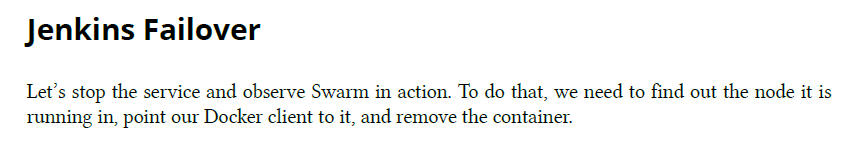 Jenkins Failover
Let’s stop the service and observe Swarm in action. To do that, we need to find out the node it is
running in, point our Docker client to it, and remove the container.